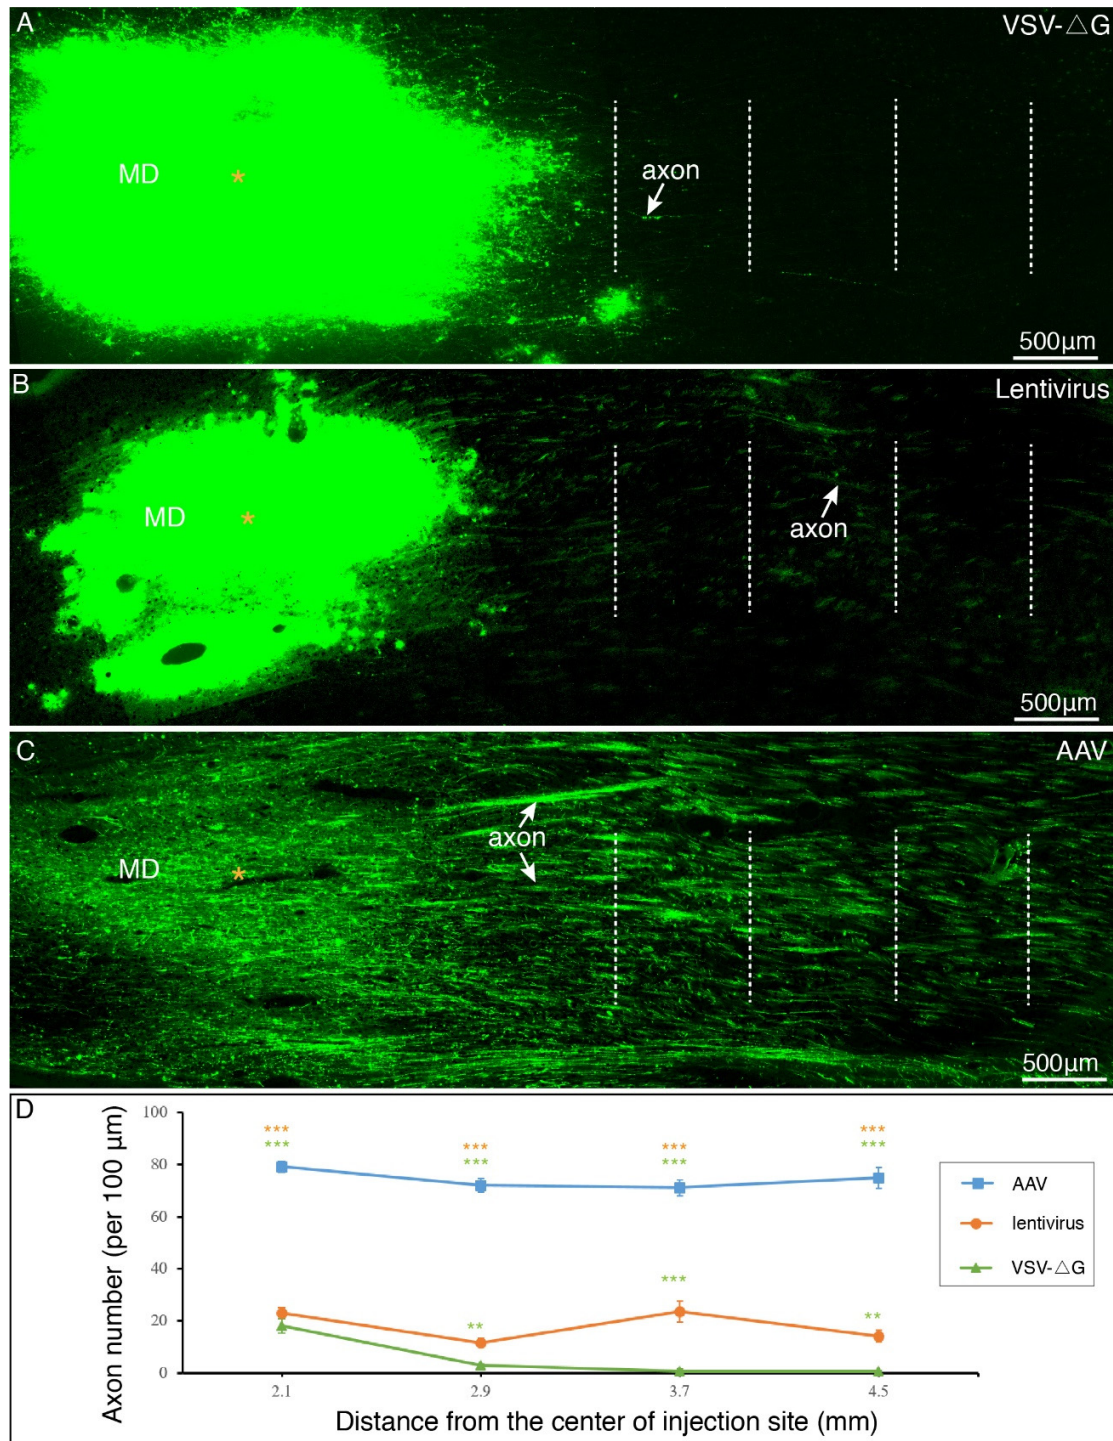 A
VSV-△G
MD
*
axon
500μm
B
Lentivirus
MD
*
axon
500μm
C
AAV
axon
MD
*
500μm
D
Axon number (per 100 μm)
100
80
60
40
20
0
***
***
***
***
***
***
***
***
***
**
**
2.1
2.9
3.7
4.5
Distance from the center of injection site (mm)
AAV
lentivirus
VSV-△G